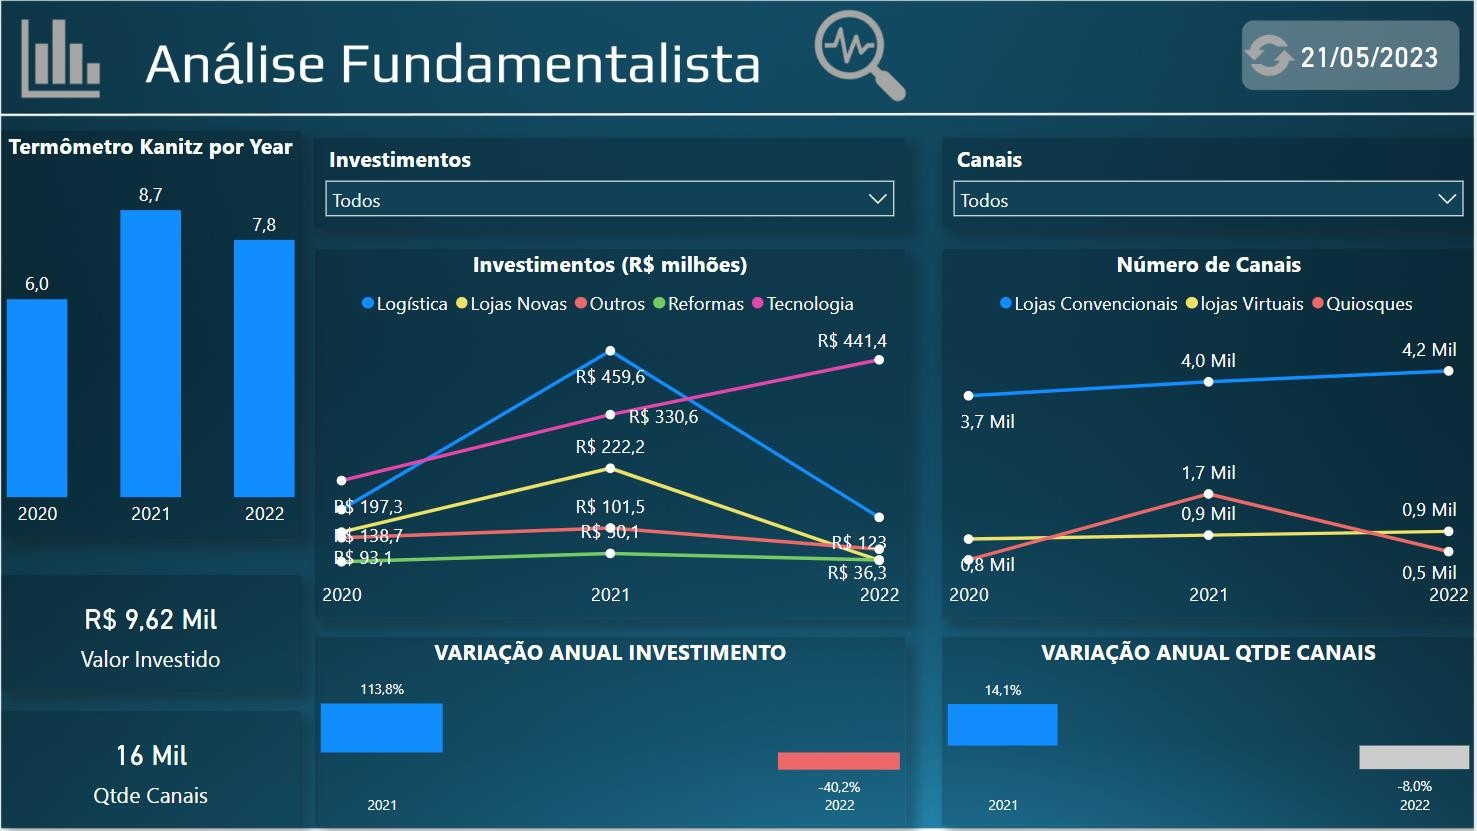 Análise Fundamentalista
21/05/2023
Termômetro Kanitz por Year
8,7
7,8
6,0
2020
2021
2022
R$ 9,62 Mil
Valor Investido
16 Mil
Qtde Canais
Investimentos
Todos
Investimentos (R$ milhões)
Logística
Lojas Novas
Outros
Reformas
Tecnologia
R$ 441,4
R$ 459,6
R$ 330,6
R$ 222,2
R$ 197,3
R$ 101,5
R$ 138,7
R$ 90,1
R$ 123
R$ 93,1
R$ 36,3
2020
2021
2022
VARIAÇÃO ANUAL INVESTIMENTO
113,8%
-40,2%
2021
2022
Canais
Todos
Número de Canais
Lojas Convencionais
lojas Virtuais
Quiosques
4,2 Mil
4,0 Mil
3,7 Mil
1,7 Mil
0,9 Mil
0,9 Mil
0,8 Mil
0,5 Mil
2020
2021
2022
VARIAÇÃO ANUAL QTDE CANAIS
14,1%
-8,0%
2021
2022